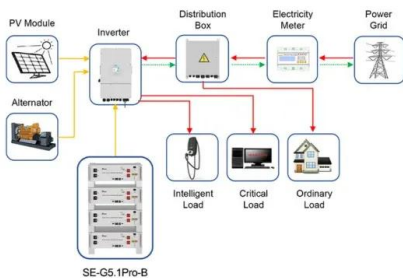 PV Module
Inverter
Distribution
Box
Electricity
Meter
Power
Grid
Alternator
Intelligent
Load
Critical
Load
Ordinary
Load
SE-G5.1Pro-B